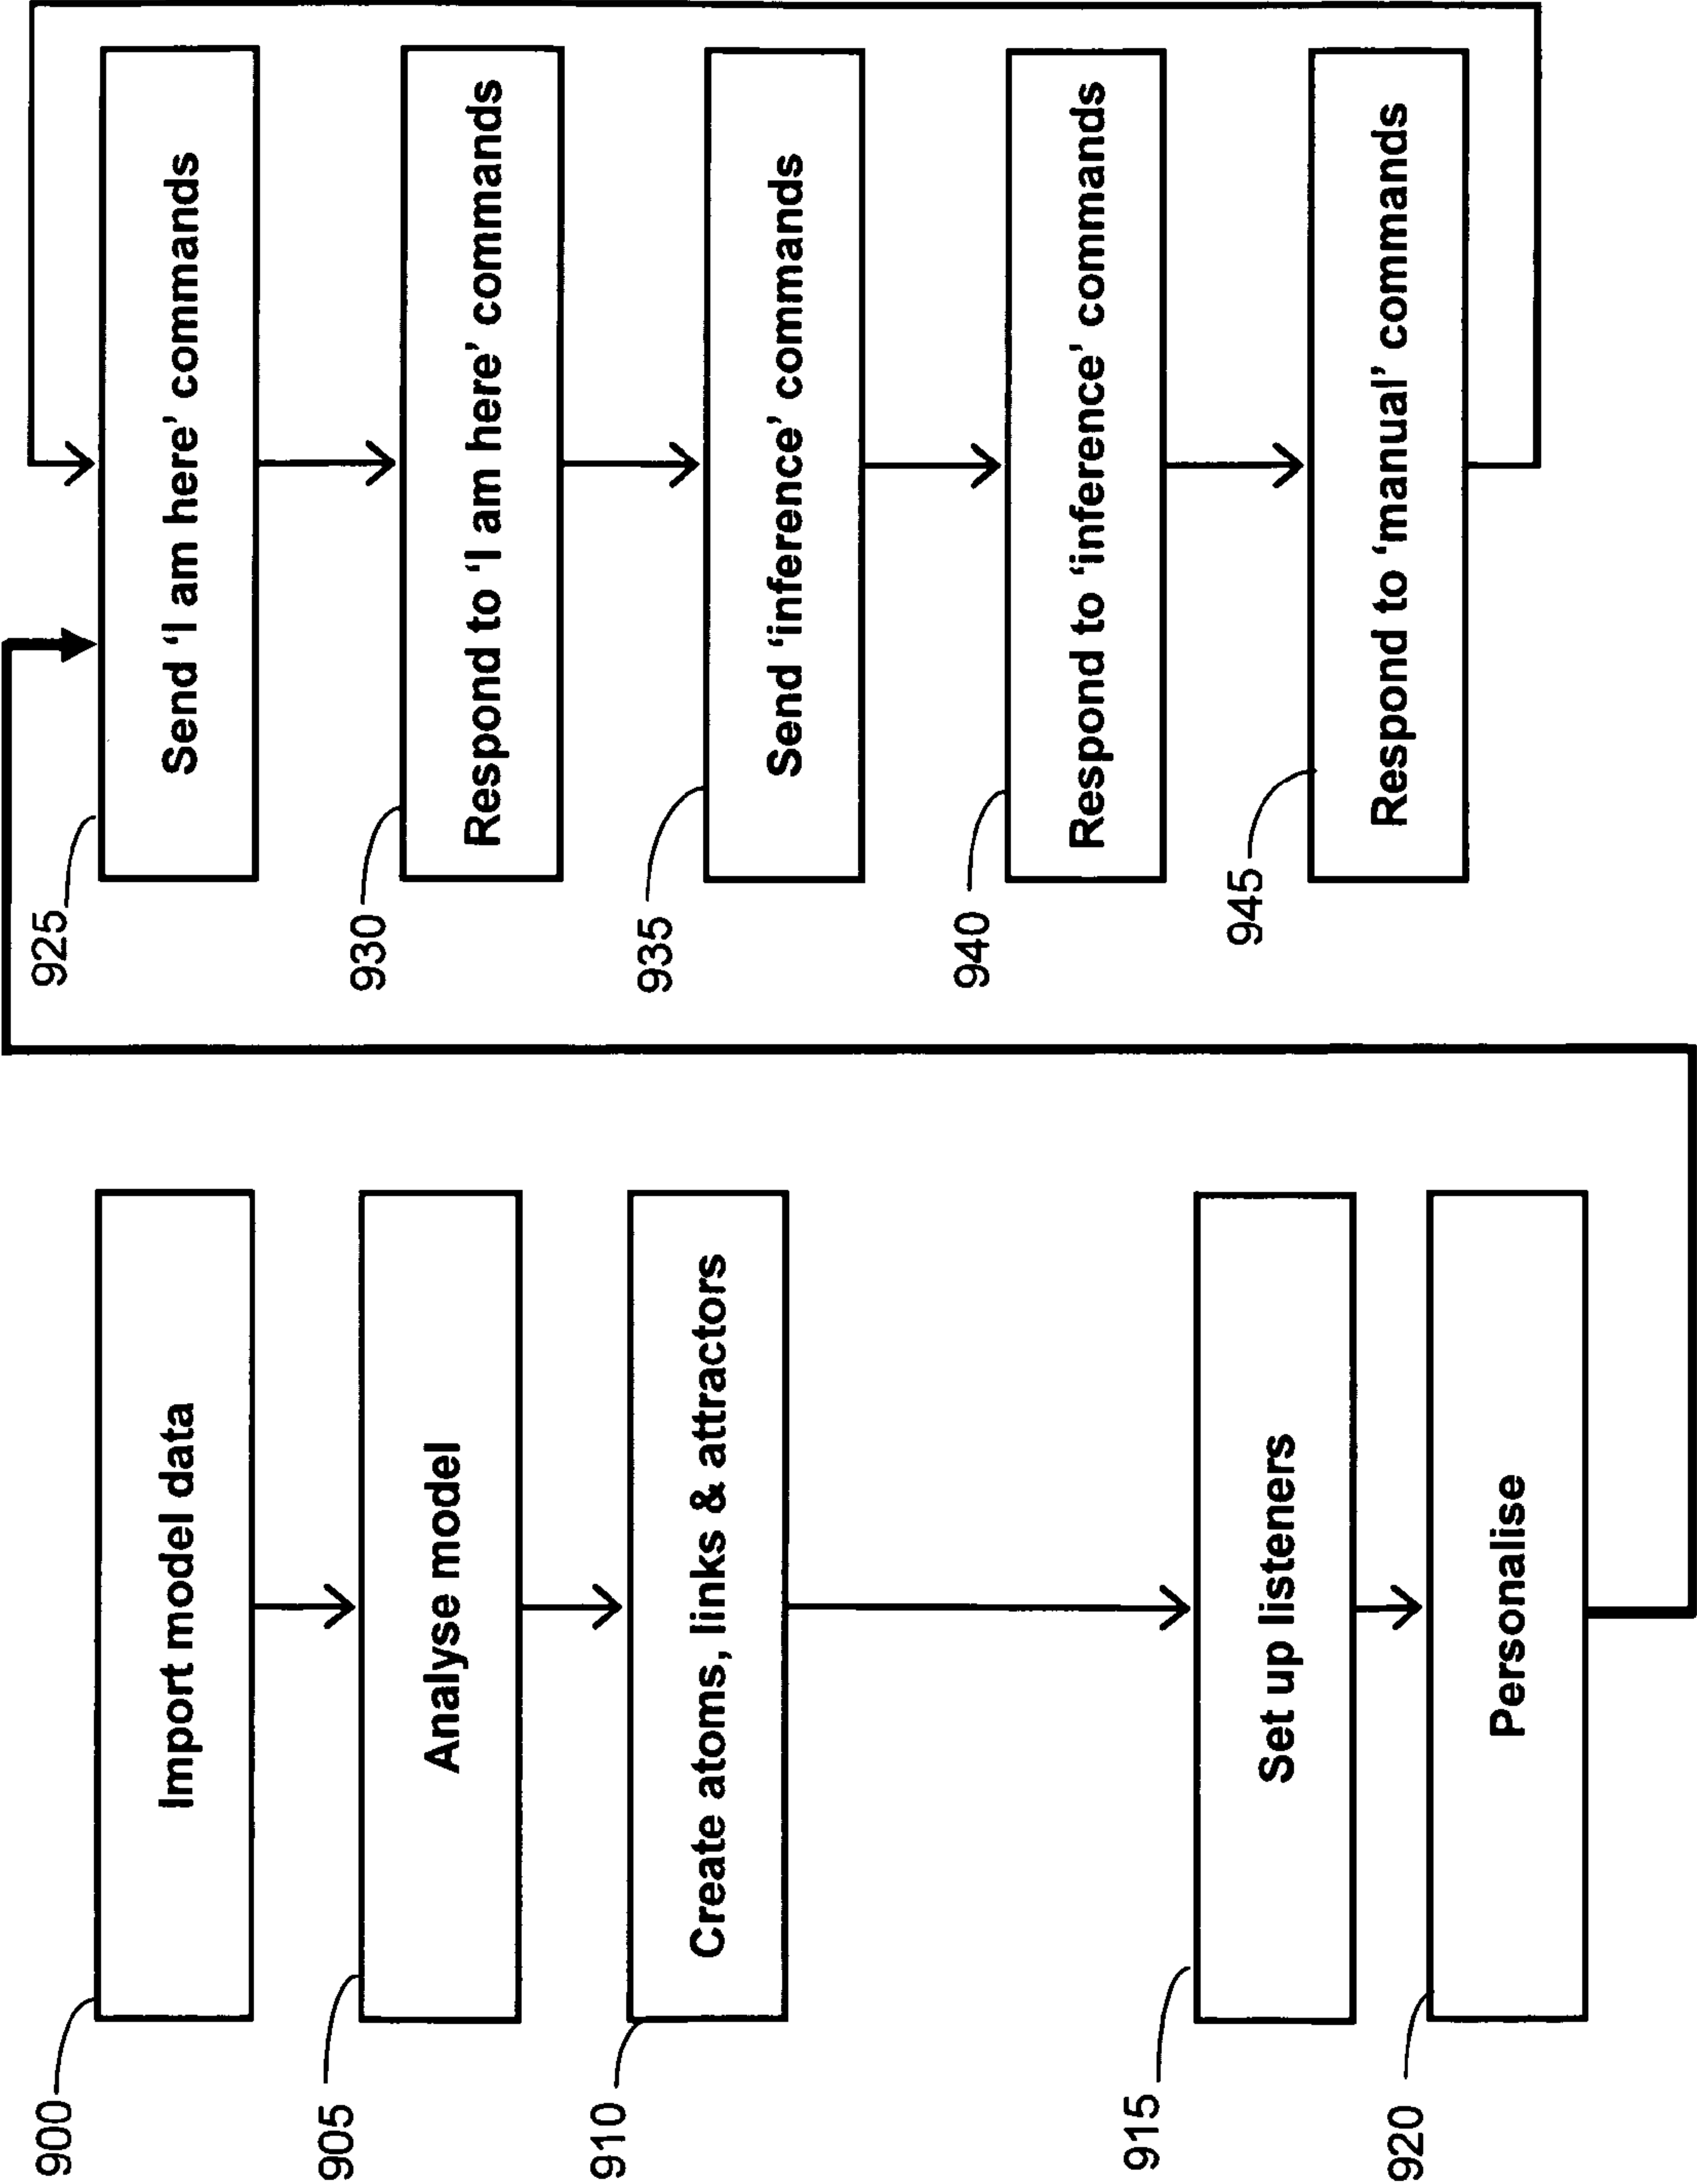 900
Import model data
905
Analyse model
910
Create atoms, links & attractors
915
Set up listeners
920
Personalise
925
Send ‘I am here’ commands
930
Respond to ‘I am here’ commands
935
Send ‘inference’ commands
940
Respond to ‘inference’ commands
945
Respond to ‘manual’ commands